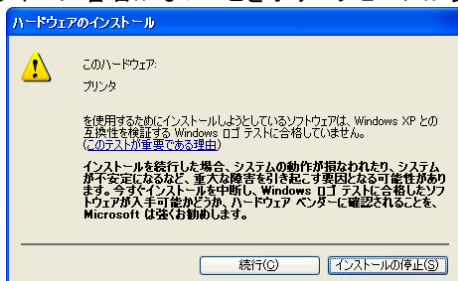 ハードウェアのインストール
このハードウェア:
プリンタ
を使用するためにインストールしようとしているソフトウェアは、Windows XP との
互換性を検証する Windows ロゴ テストに合格していません。
(このテストが重要である理由)
インストールを続行した場合、システムの動作が損なわれたり、システム
が不安定になるなど、重大な障害を引き起こす要因となる可能性があり
ます。今すぐインストールを中断し、Windows ロゴ テストに合格したソフ
トウェアが入手可能かどうか、ハードウェア ベンダーに確認されることを、
Microsoft は強くお勧めします。
続行(C)
インストールの停止(S)